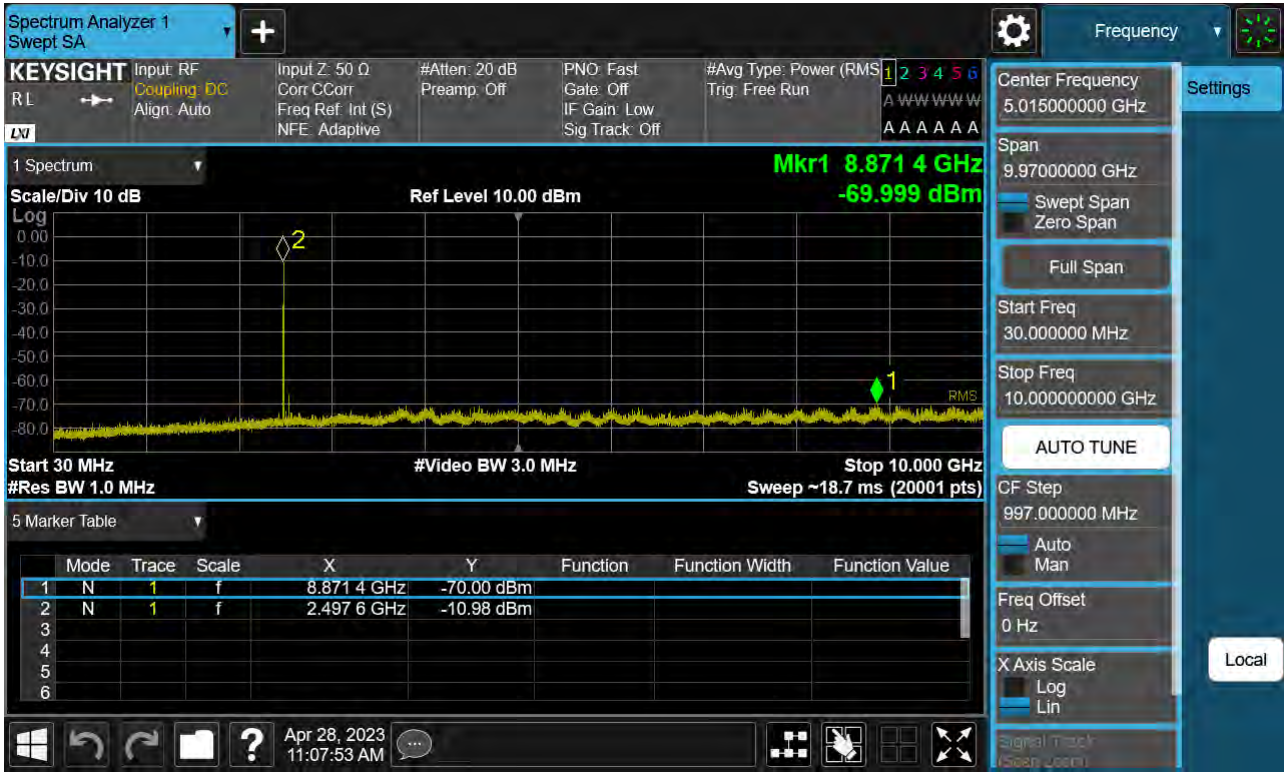 Spectrum Analyzer 1
Swept SA
Frequency
KEYSIGHT
RL
LXI
Input: RF
Coupling: DC
Align: Auto
Input Z: 50 Ω
Corr CCorr
Freq Ref: Int (S)
NFE: Adaptive
#Atten: 20 dB
Preamp: Off
PNO: Fast
Gate: Off
IF Gain: Low
Sig Track: Off
#Avg Type: Power (RMS
Trig: Free Run
1 2 3 4 5 6
A W W W W W
A A A A A A
1 Spectrum
Scale/Div 10 dB
Ref Level 10.00 dBm
Mkr1 8.871 4 GHz
-69.999 dBm
Log
0.00
-10.0
-20.0
-30.0
-40.0
-50.0
-60.0
-70.0
-80.0
2
1
RMS
Start 30 MHz
#Video BW 3.0 MHz
Stop 10.000 GHz
#Res BW 1.0 MHz
Sweep ~18.7 ms (20001 pts)
5 Marker Table
Mode Trace Scale X Y Function Function Width Function Value
1 N 1 f 8.871 4 GHz -70.00 dBm
2 N 1 f 2.497 6 GHz -10.98 dBm
3
4
5
6
Apr 28, 2023
11:07:53 AM
Center Frequency
5.015000000 GHz
Settings
Span
9.97000000 GHz
Swept Span
Zero Span
Full Span
Start Freq
30.000000 MHz
Stop Freq
10.000000000 GHz
AUTO TUNE
CF Step
997.000000 MHz
Auto
Man
Freq Offset
0 Hz
X Axis Scale
Log
Lin
Local
Signal Track
(Span Zoom)